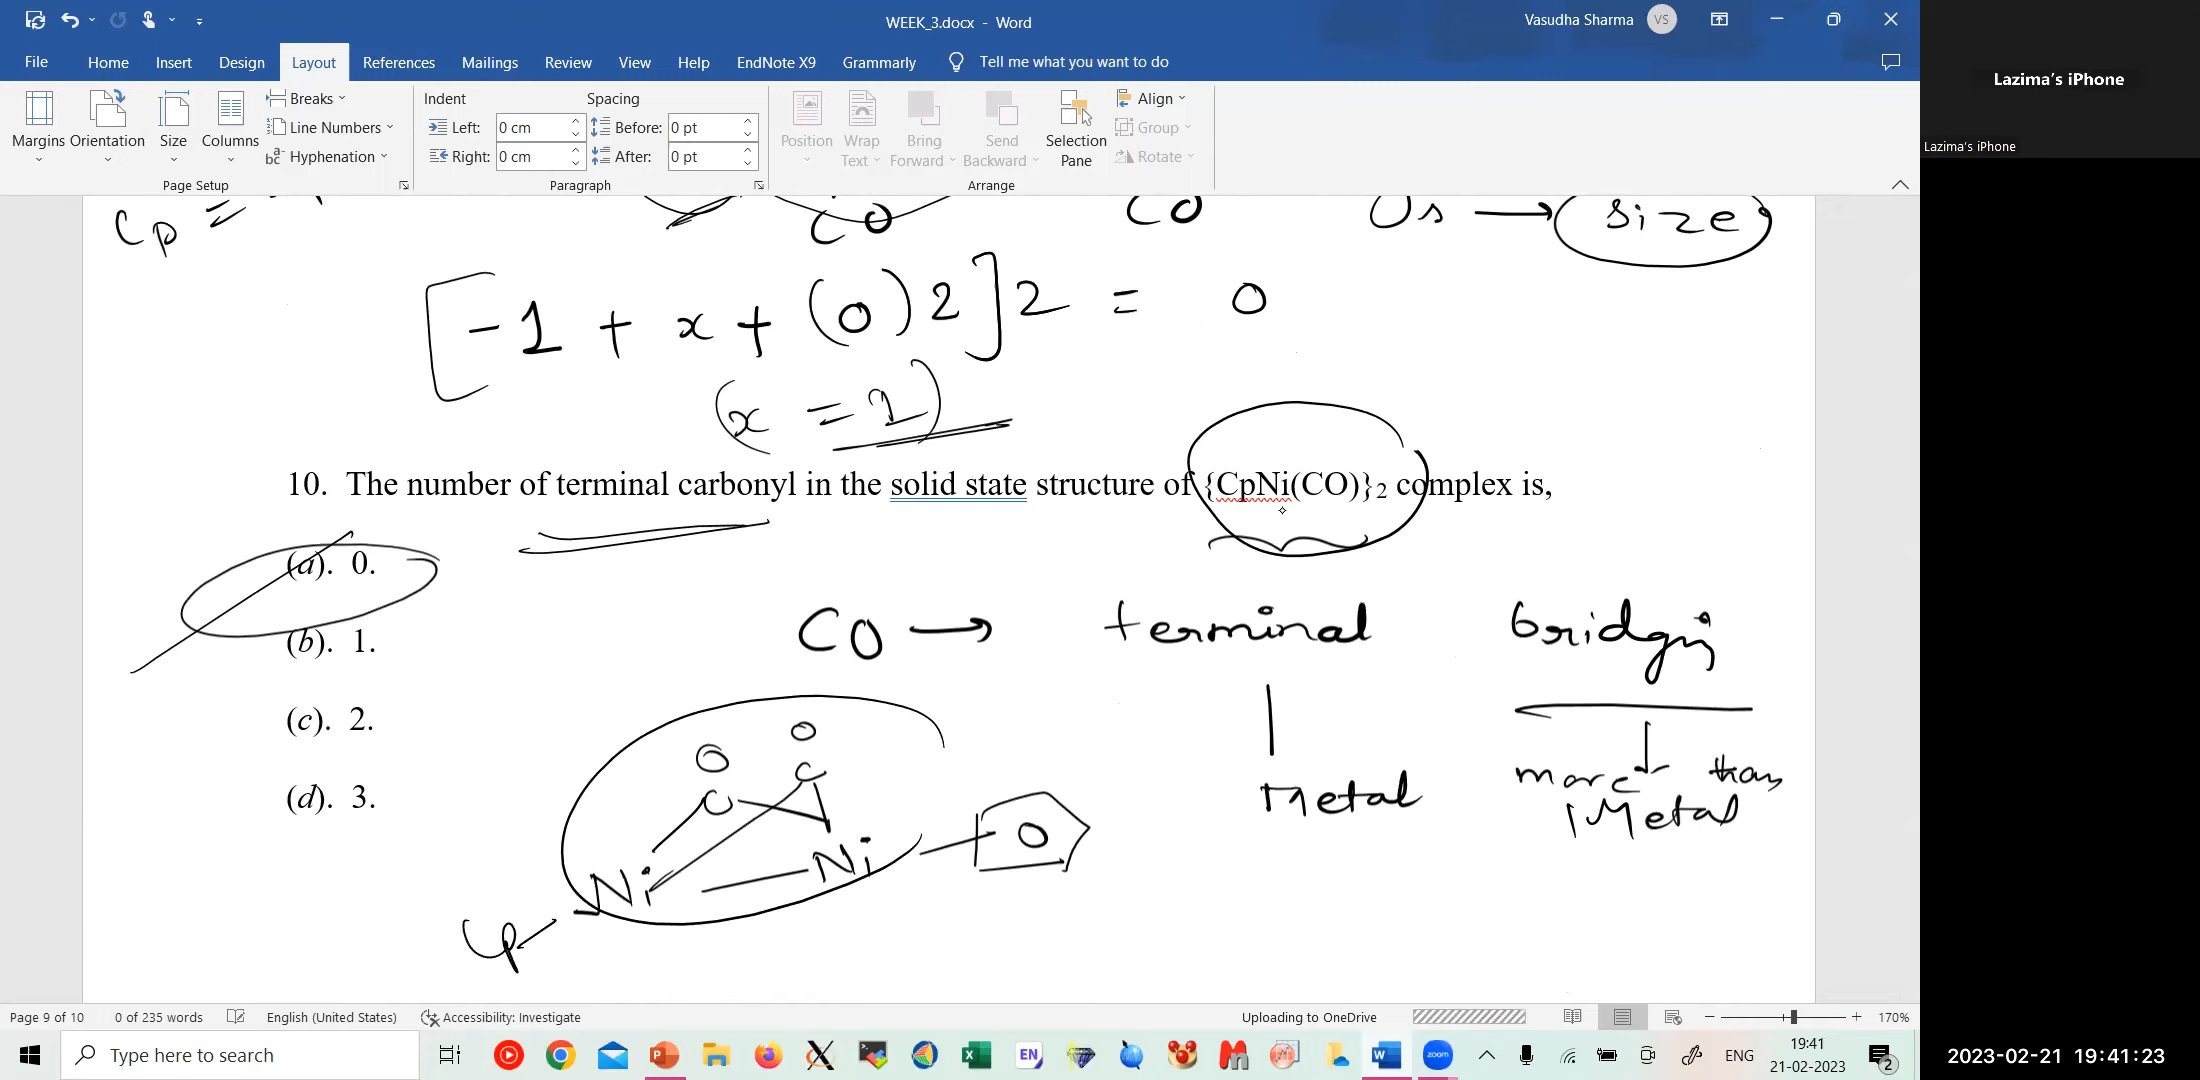 WEEK_3.docx - Word
Vasudha Sharma VS
File Home Insert Design Layout References Mailings Review View Help EndNote X9 Grammarly Tell me what you want to do
Margins Orientation Size Columns
Breaks
Line Numbers
Hyphenation
Page Setup
Indent Spacing
Left: 0 cm Before: 0 pt
Right: 0 cm After: 0 pt
Paragraph
Position Wrap Text Bring Forward Send Backward Selection Pane
Align
Group
Rotate
Arrange
Lazima's iPhone
Lazima's iPhone
Cp = CO CO Os → size
[-1 + x + (0)2]2 = 0
(x = 1)
10. The number of terminal carbonyl in the solid state structure of {CpNi(CO)}2 complex is,
(a). 0.
(b). 1.
(c). 2.
(d). 3.
CO → terminal bridging
Metal more than
1 Metal
O O
C C
Ni Ni O
Cp
Page 9 of 10 0 of 235 words English (United States) Accessibility: Investigate Uploading to OneDrive 170%
Type here to search
EN
zoom
ENG
19:41
21-02-2023
2
2023-02-21 19:41:23